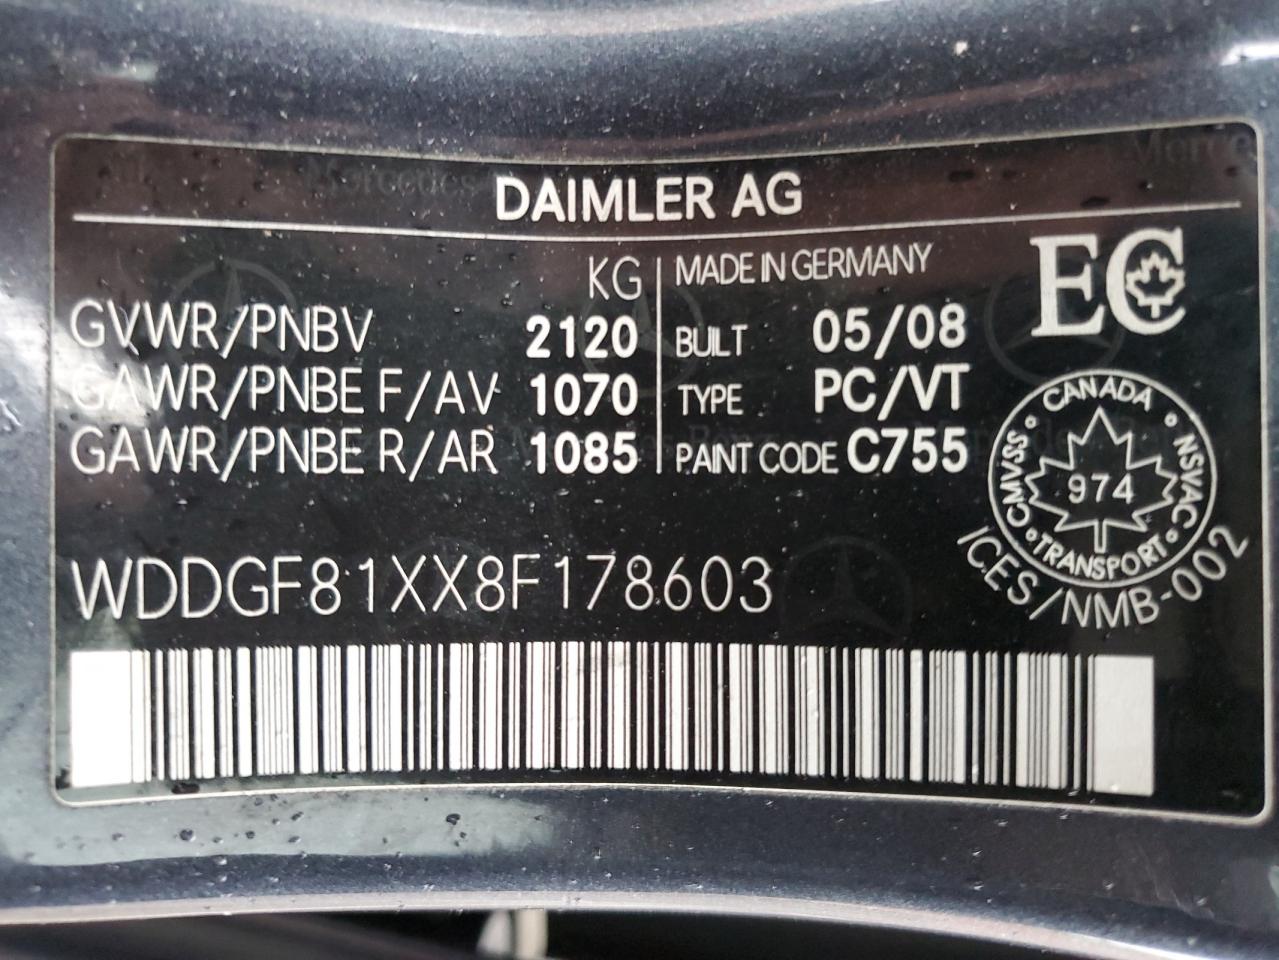 DAIMLER AG
KG
GVWR/PNBV 2120
GAWR/PNBE F/AV 1070
GAWR/PNBE R/AR 1085
MADE IN GERMANY
BUILT 05/08
TYPE PC/VT
PAINT CODE C755
EC
CANADA
CMVSS
974
NSVAC
TRANSPORT
ICES/NMB-002
WDDGF81XX8F178603
Mercedes